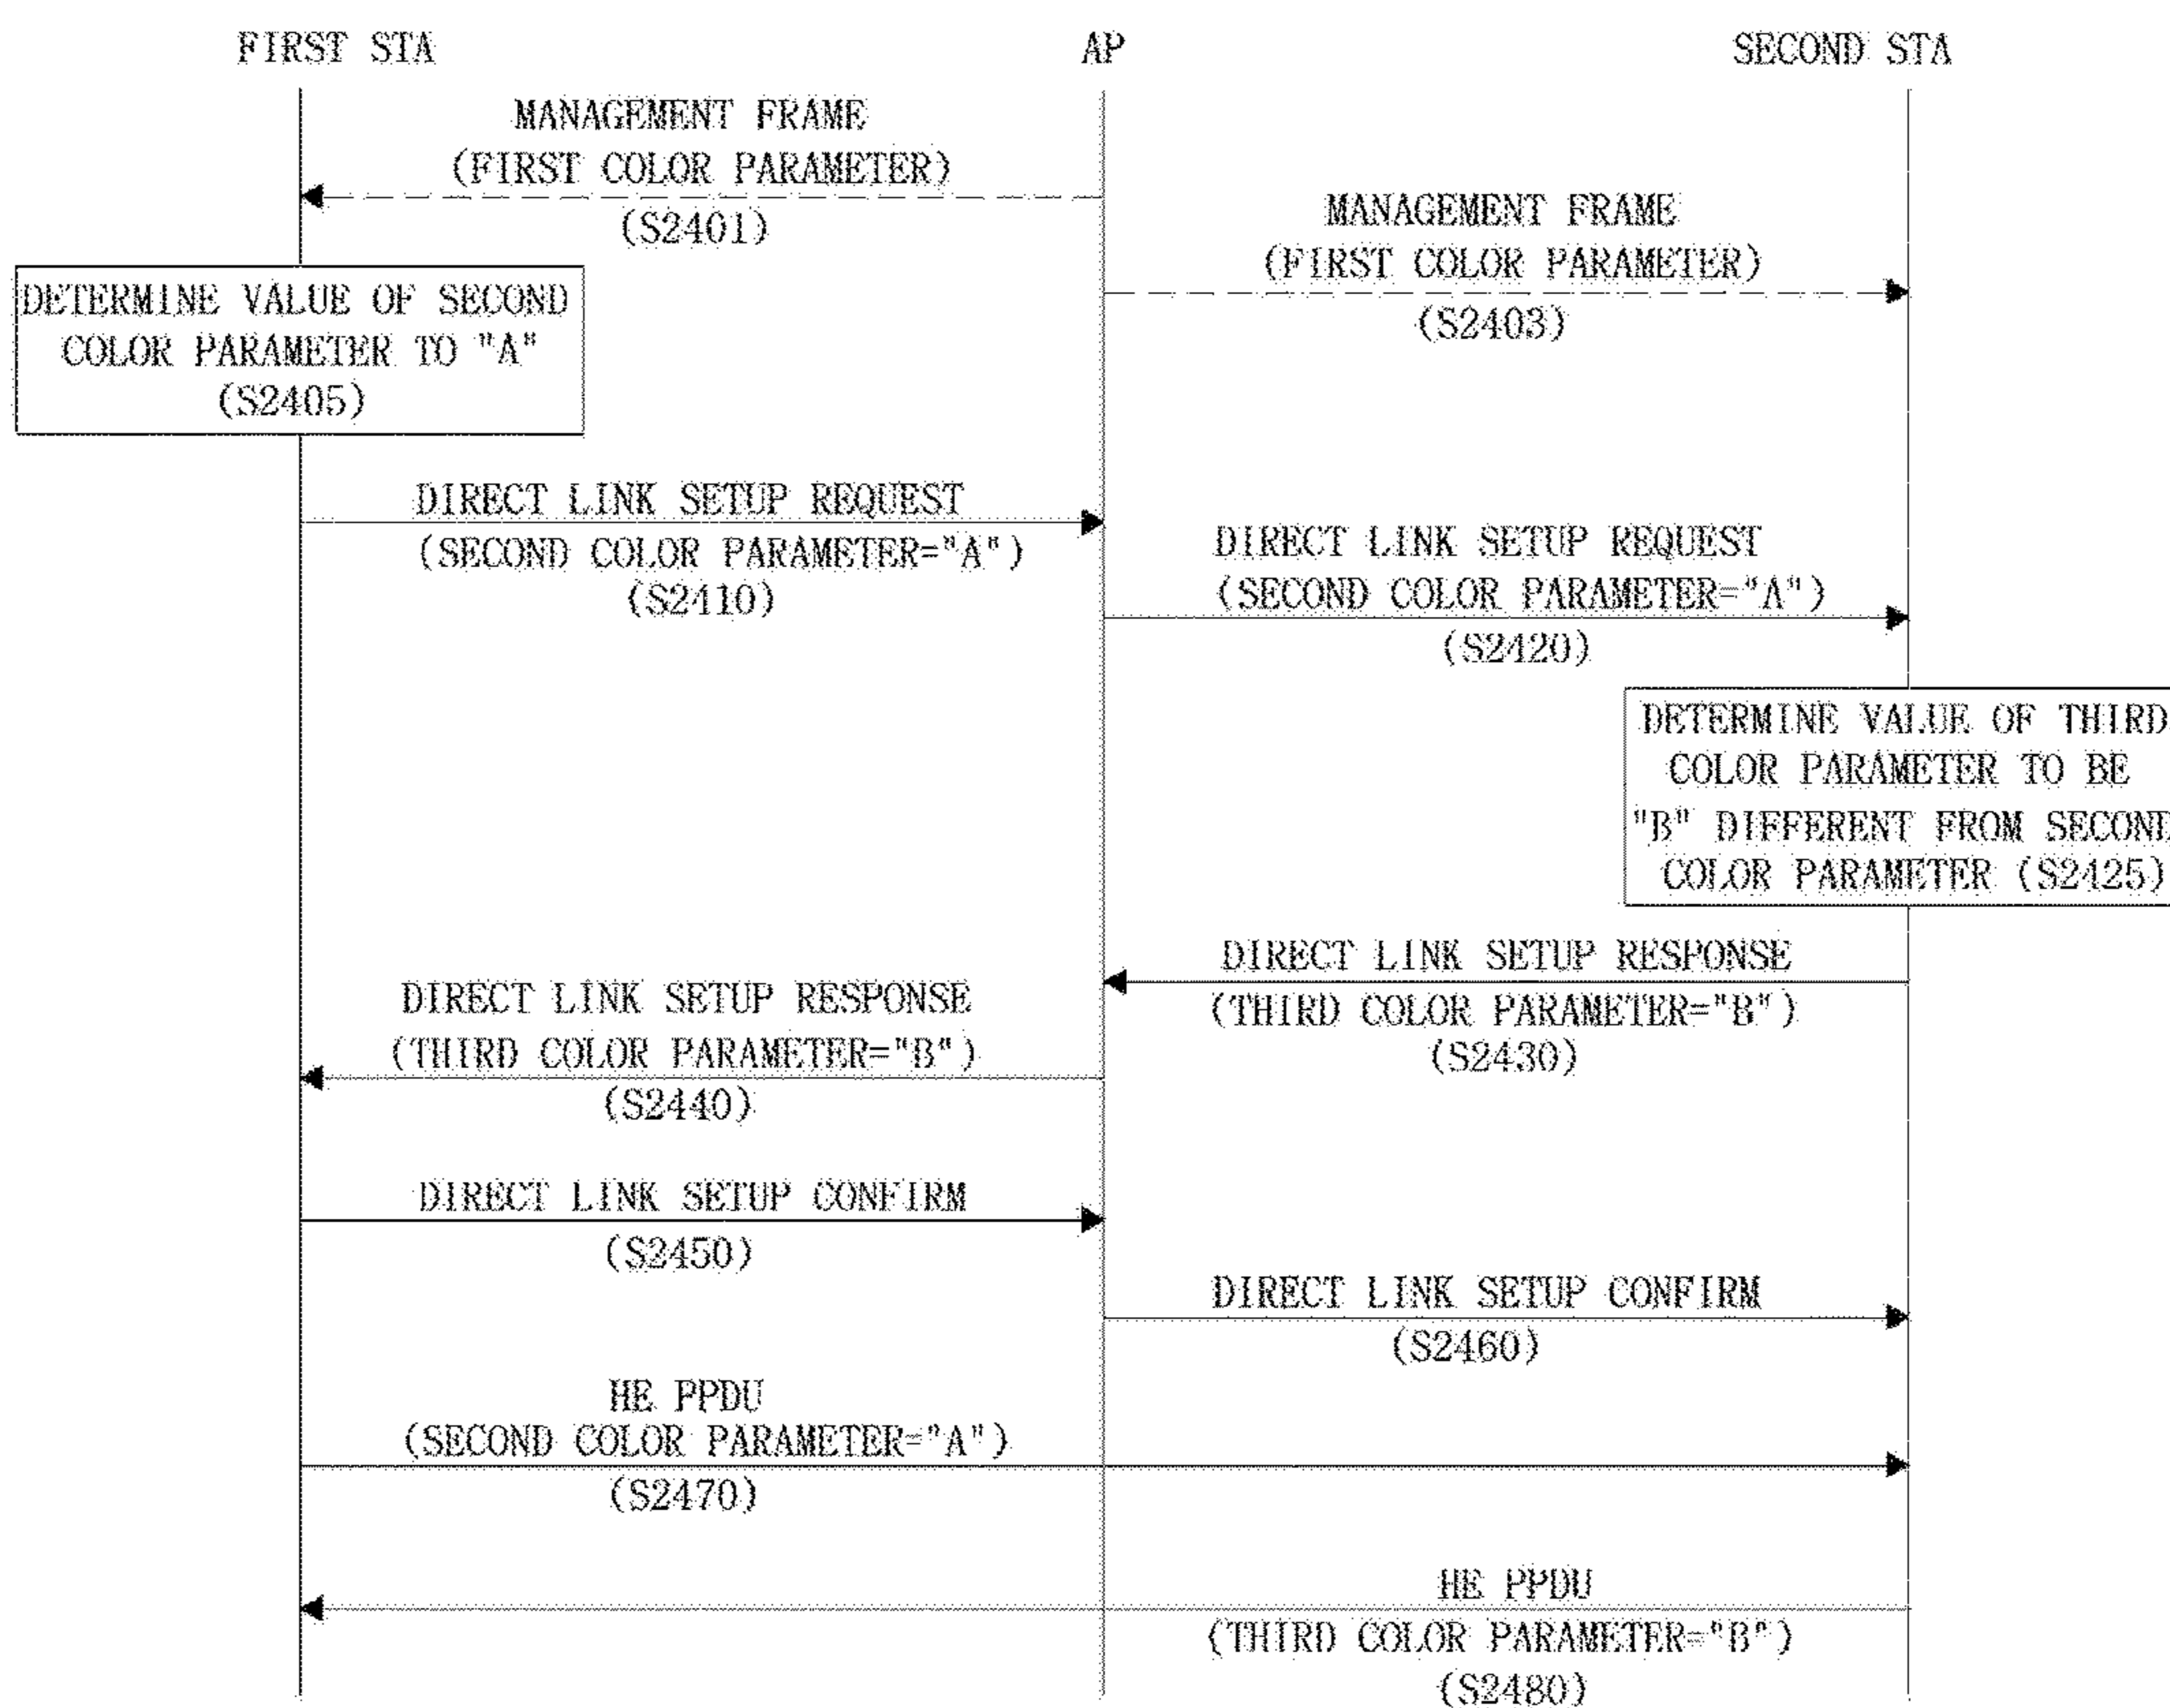 FIRST STA
AP
SECOND STA
MANAGEMENT FRAME
(FIRST COLOR PARAMETER)
(S2401)
MANAGEMENT FRAME
(FIRST COLOR PARAMETER)
(S2403)
DETERMINE VALUE OF SECOND
COLOR PARAMETER TO "A"
(S2405)
DIRECT LINK SETUP REQUEST
(SECOND COLOR PARAMETER="A")
(S2410)
DIRECT LINK SETUP REQUEST
(SECOND COLOR PARAMETER="A")
(S2420)
DETERMINE VALUE OF THIRD
COLOR PARAMETER TO BE
"B" DIFFERENT FROM SECOND
COLOR PARAMETER (S2425)
DIRECT LINK SETUP RESPONSE
(THIRD COLOR PARAMETER="B")
(S2430)
DIRECT LINK SETUP RESPONSE
(THIRD COLOR PARAMETER="B")
(S2440)
DIRECT LINK SETUP CONFIRM
(S2450)
DIRECT LINK SETUP CONFIRM
(S2460)
HE PPDU
(SECOND COLOR PARAMETER="A")
(S2470)
HE PPDU
(THIRD COLOR PARAMETER="B")
(S2480)